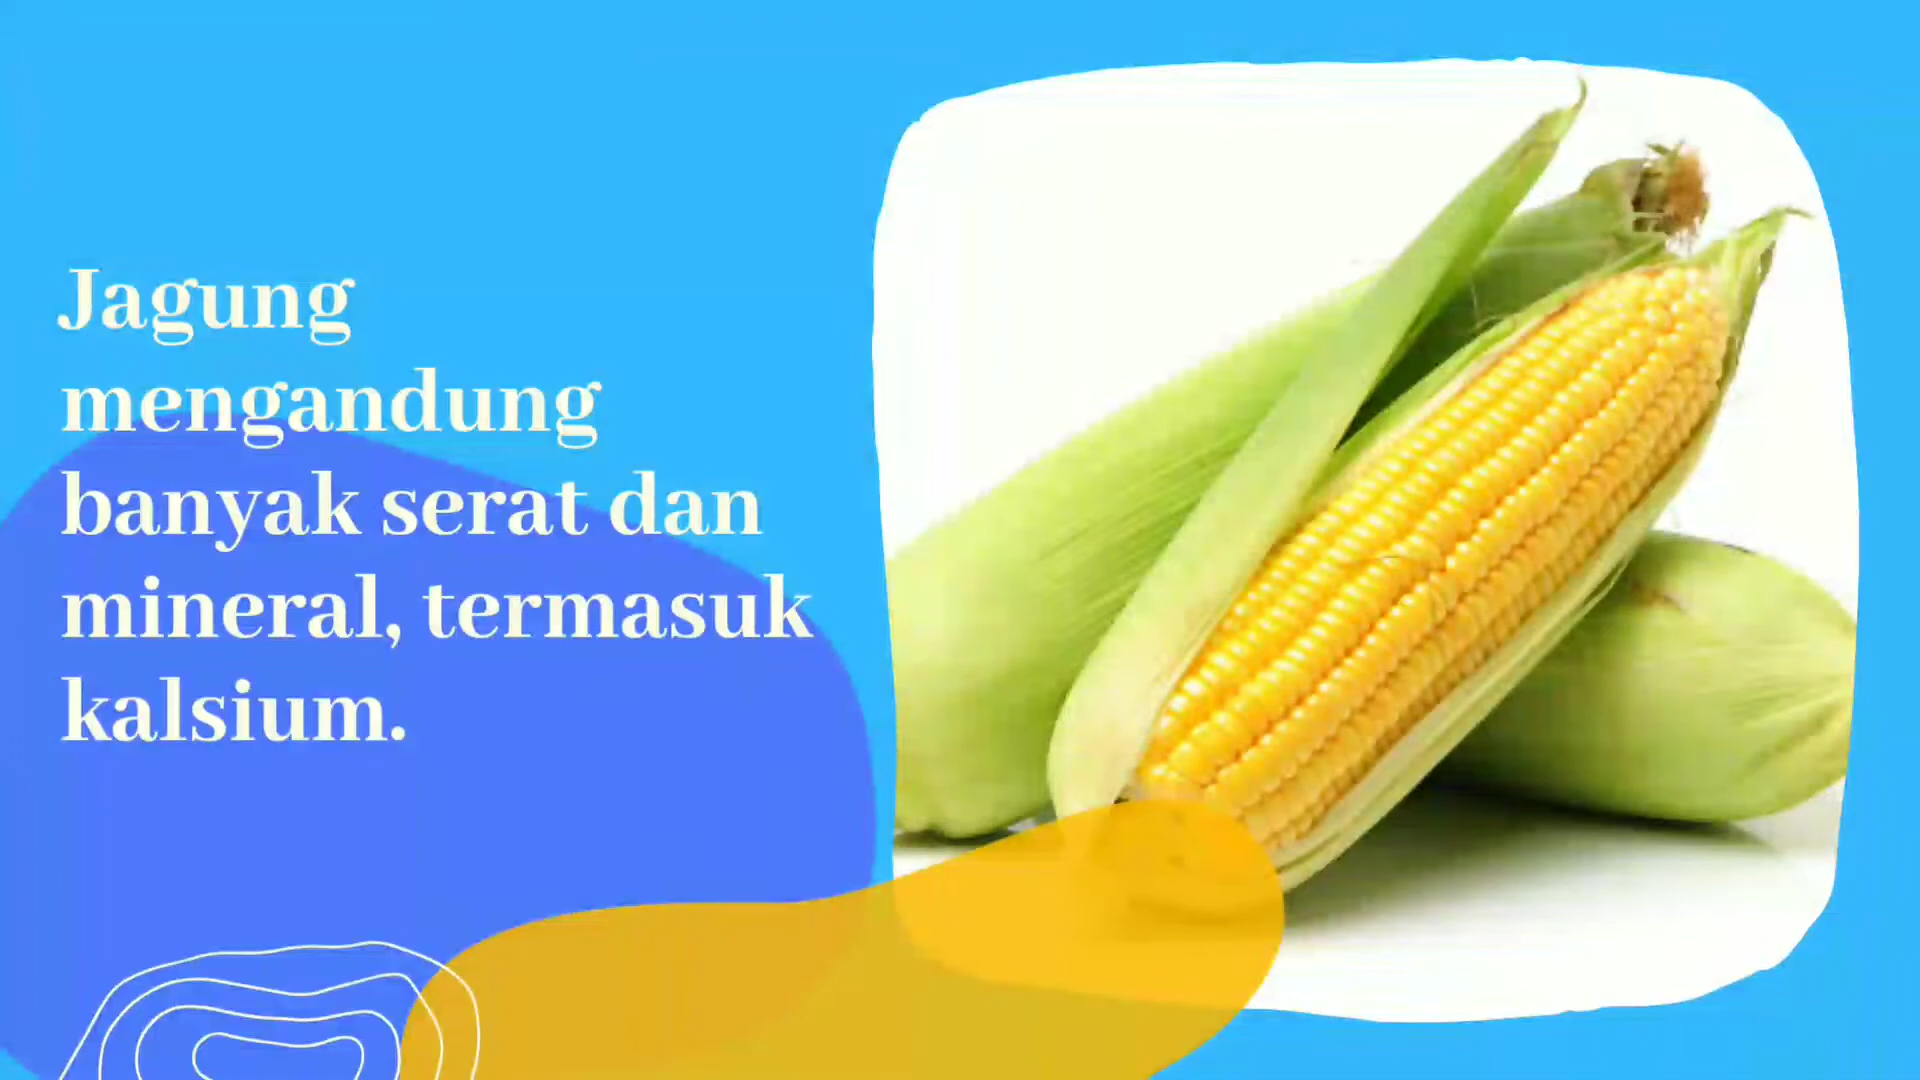 Jagung
mengandung
banyak serat dan
mineral, termasuk
kalsium.